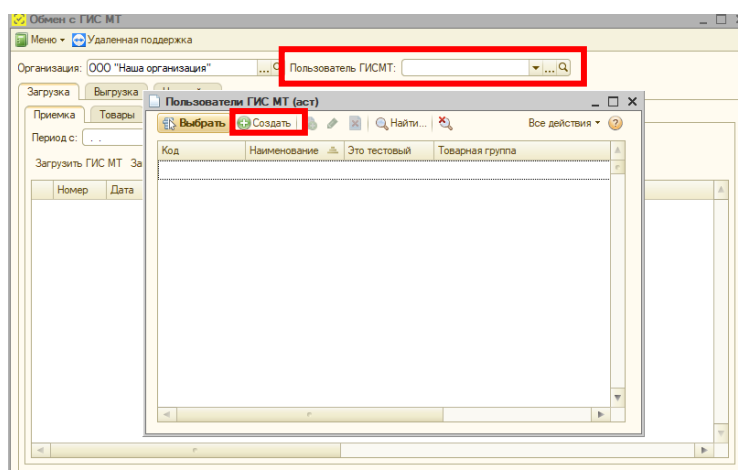 Обмен с ГИС МТ
Меню Удаленная поддержка
Организация: ООО "Наша организация" ... Пользователь ГИСМТ: ...
Загрузка Выгрузка
Пользователи ГИС МТ (аст)
Приемка Товары
Выбрать Создать Найти... Все действия ?
Период с: . .
Код Наименование Это тестовый Товарная группа
Загрузить ГИС МТ За
Номер Дата